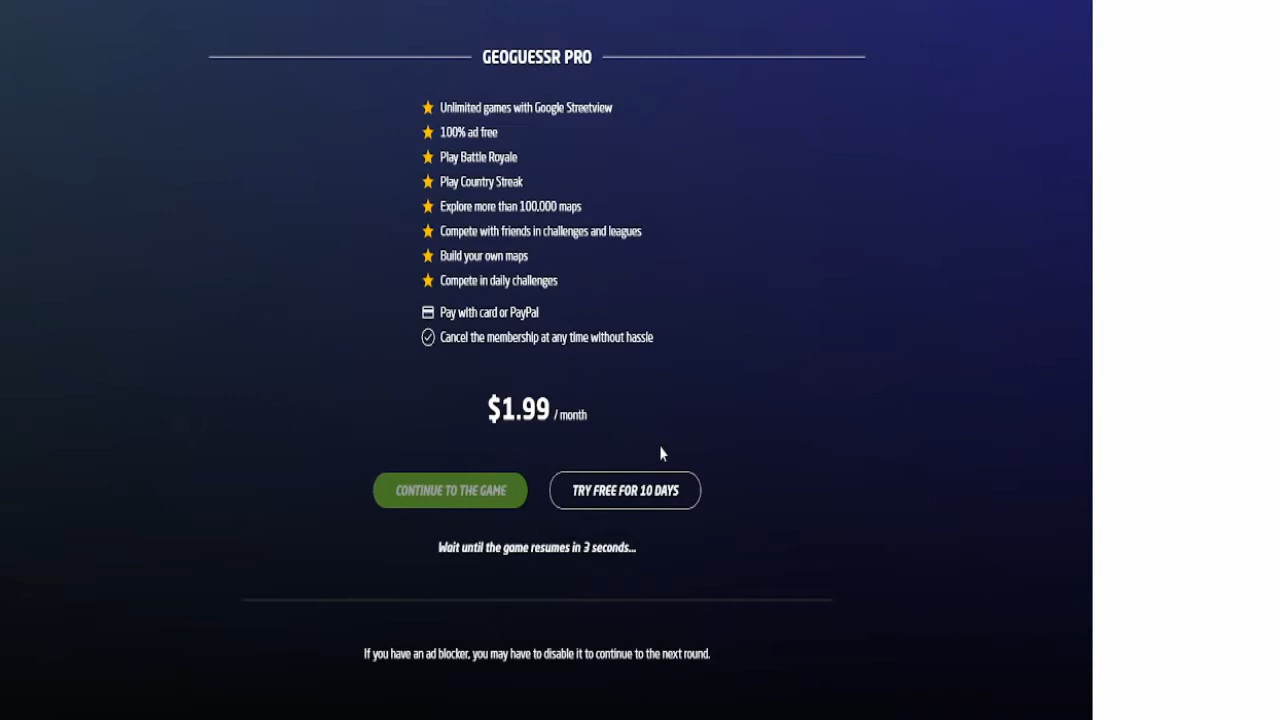 GEOGUESSR PRO
Unlimited games with Google Streetview
100% ad free
Play Battle Royale
Play Country Streak
Explore more than 100.000 maps
Compete with friends in challenges and leagues
Build your own maps
Compete in daily challenges
Pay with card or PayPal
Cancel the membership at any time without hassle
$1.99 / month
CONTINUE TO THE GAME
TRY FREE FOR 10 DAYS
Wait until the game resumes in 3 seconds...
If you have an ad blocker, you may have to disable it to continue to the next round.